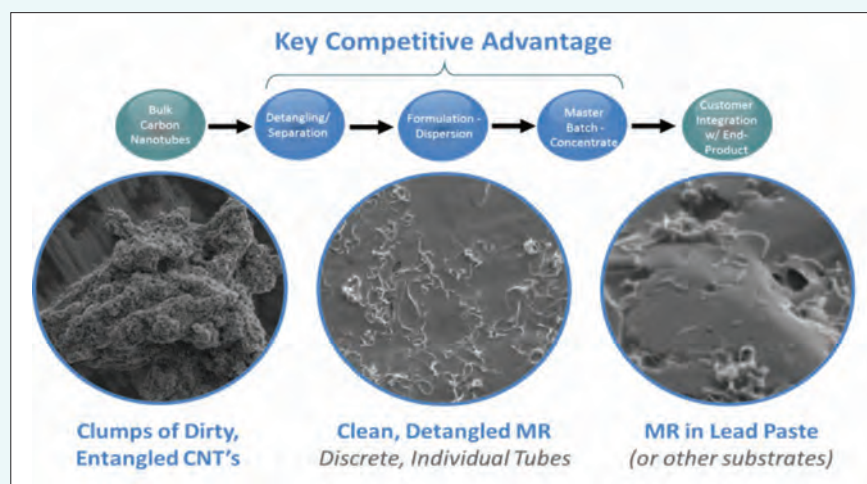 Key Competitive Advantage
Bulk
Carbon
Nanotubes
Detangling/
Separation
Formulation -
Dispersion
Master
Batch -
Concentrate
Customer
Integration
w/ End-
Product
Clumps of Dirty,
Entangled CNT's
Clean, Detangled MR
Discrete, Individual Tubes
MR in Lead Paste
(or other substrates)